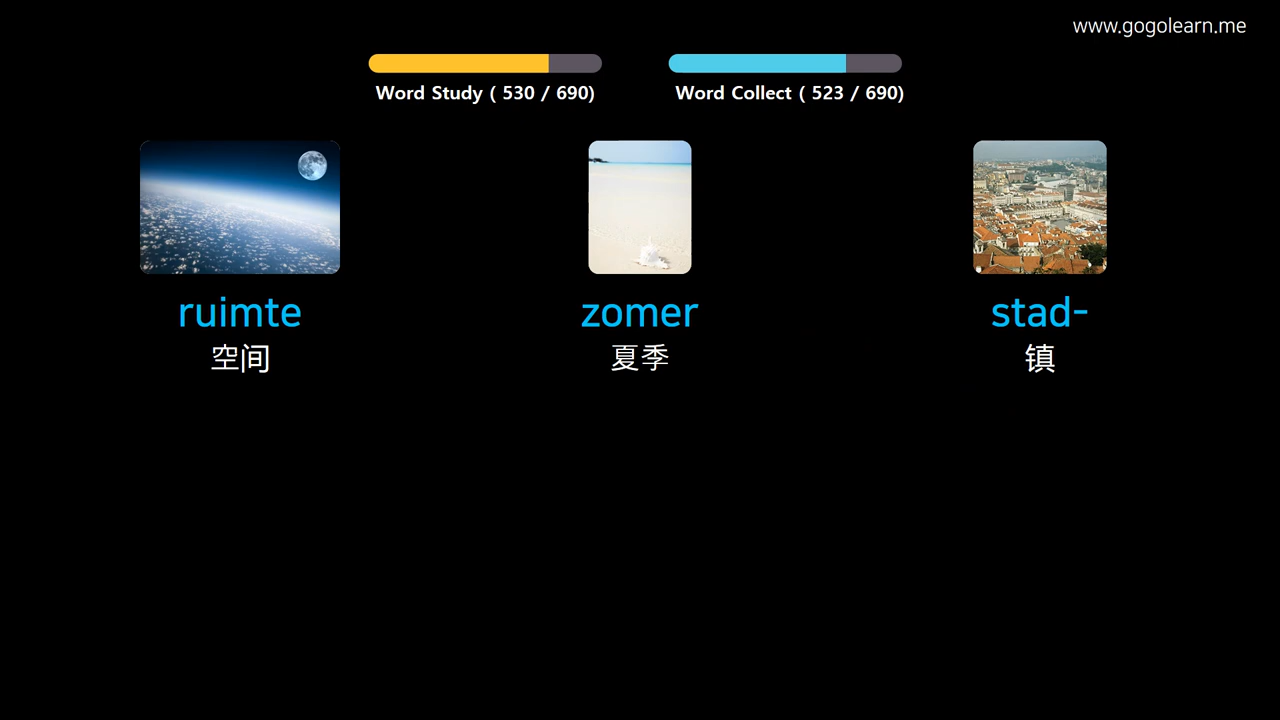 www.gogolearn.me
Word Study ( 530 / 690)
Word Collect ( 523 / 690)
ruimte
空间
zomer
夏季
stad-
镇